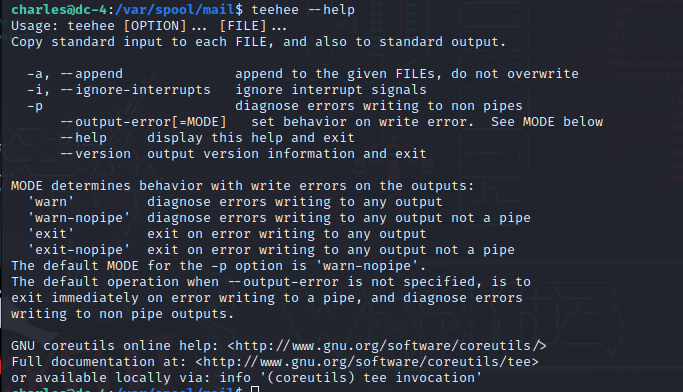 charles@dc-4:/var/spool/mail$ teehee --help
Usage: teehee [OPTION]... [FILE]...
Copy standard input to each FILE, and also to standard output.
-a, --append append to the given FILEs, do not overwrite
-i, --ignore-interrupts ignore interrupt signals
-p diagnose errors writing to non pipes
--output-error[=MODE] set behavior on write error. See MODE below
--help display this help and exit
--version output version information and exit
MODE determines behavior with write errors on the outputs:
'warn' diagnose errors writing to any output
'warn-nopipe' diagnose errors writing to any output not a pipe
'exit' exit on error writing to any output
'exit-nopipe' exit on error writing to any output not a pipe
The default MODE for the -p option is 'warn-nopipe'.
The default operation when --output-error is not specified, is to
exit immediately on error writing to a pipe, and diagnose errors
writing to non pipe outputs.
GNU coreutils online help: <http://www.gnu.org/software/coreutils/>
Full documentation at: <http://www.gnu.org/software/coreutils/tee>
or available locally via: info '(coreutils) tee invocation'
charles@dc-4:/var/spool/mail$